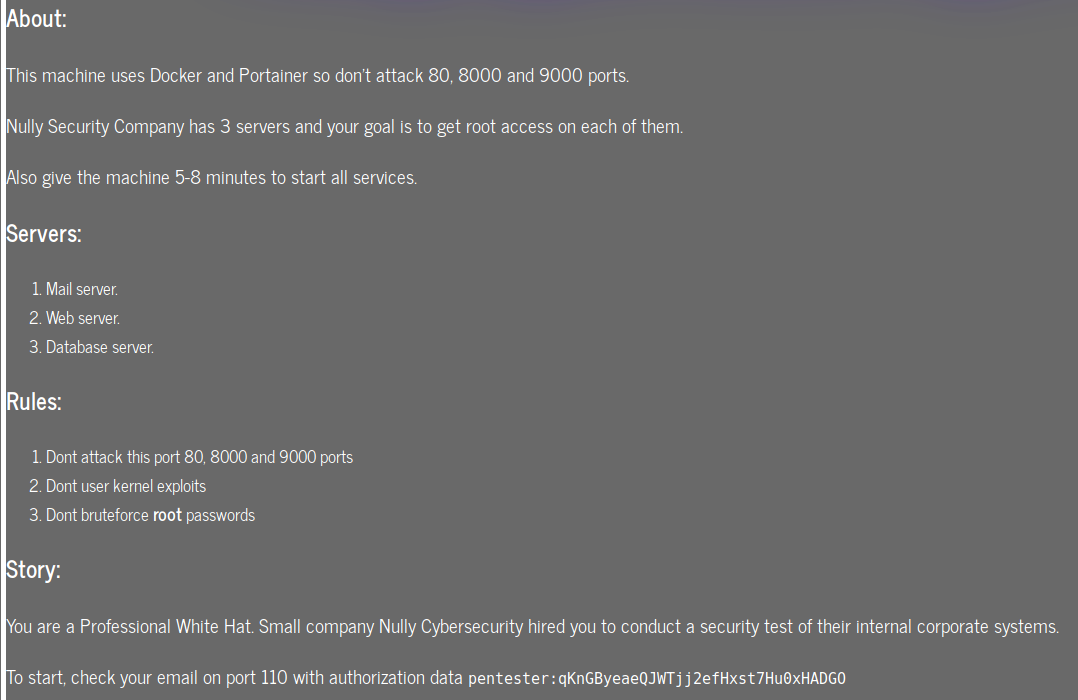 About:
This machine uses Docker and Portainer so don't attack 80, 8000 and 9000 ports.
Nully Security Company has 3 servers and your goal is to get root access on each of them.
Also give the machine 5-8 minutes to start all services.
Servers:
1. Mail server.
2. Web server.
3. Database server.
Rules:
1. Dont attack this port 80, 8000 and 9000 ports
2. Dont user kernel exploits
3. Dont bruteforce root passwords
Story:
You are a Professional White Hat. Small company Nully Cybersecurity hired you to conduct a security test of their internal corporate systems.
To start, check your email on port 110 with authorization data pentester:qKnGByeaeQJWTjj2efHxst7Hu0xHADGO